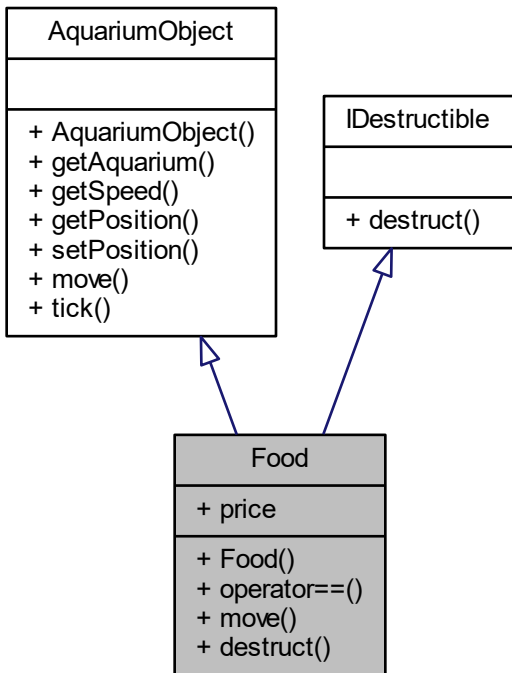 AquariumObject
+ AquariumObject()
+ getAquarium()
+ getSpeed()
+ getPosition()
+ setPosition()
+ move()
+ tick()
IDestructible
+ destruct()
Food
+ price
+ Food()
+ operator==()
+ move()
+ destruct()